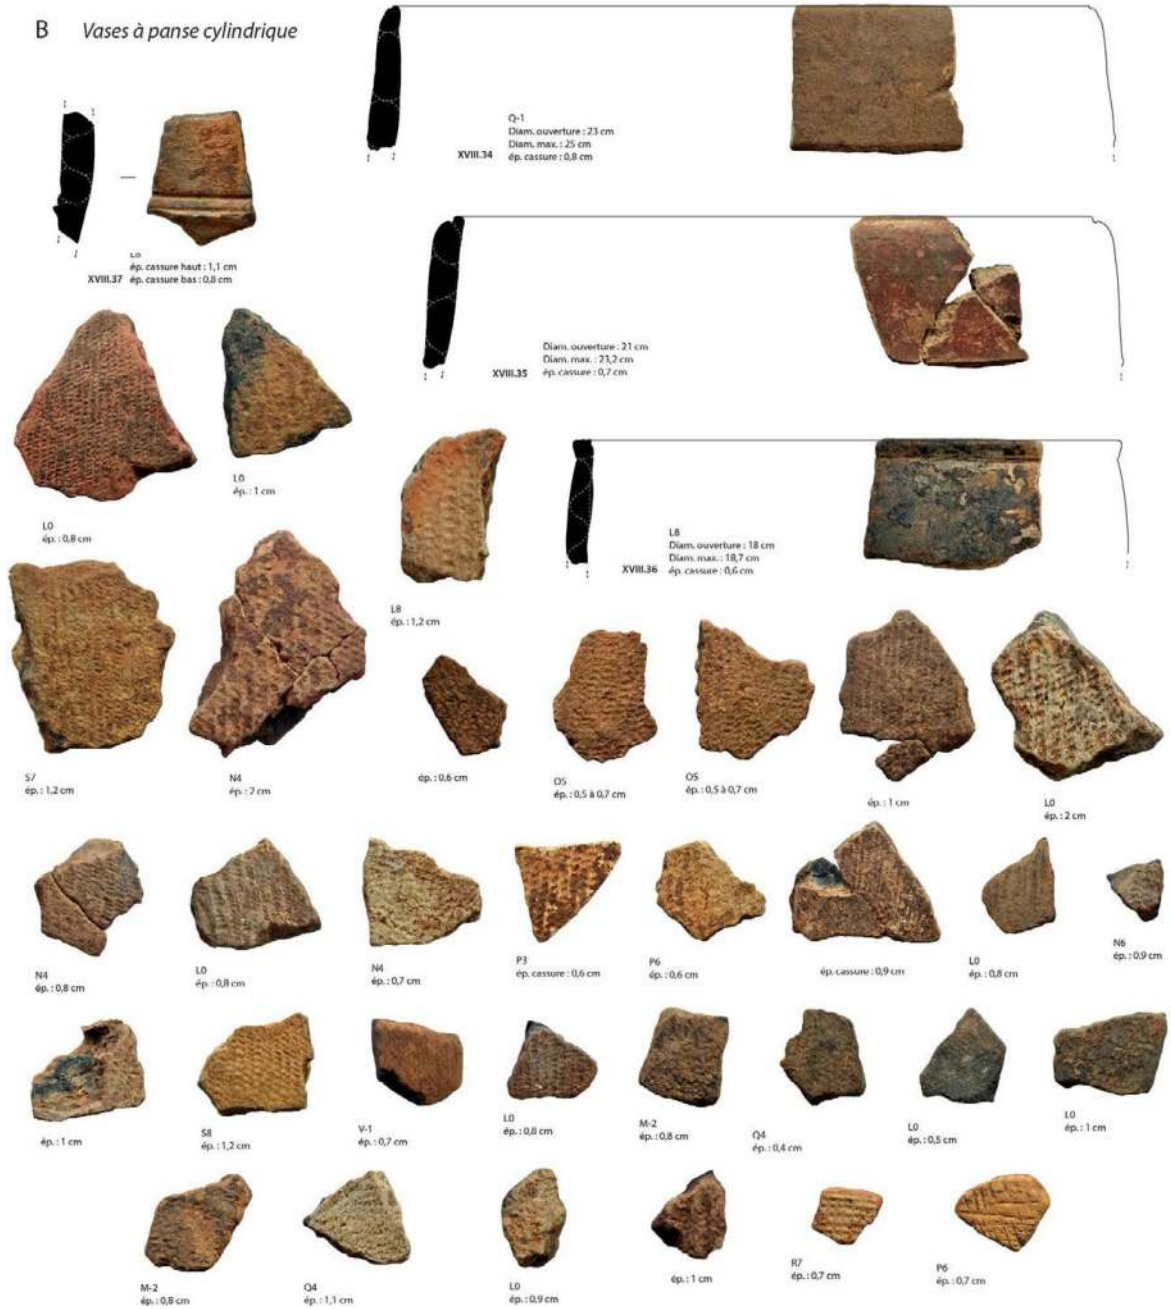 B Vases à panse cylindrique
Q-1
Diam. ouverture : 23 cm
Diam. max. : 25 cm
XVIII.34 ép. cassure : 0,8 cm
L8
ép. cassure haut : 1,1 cm
XVIII.37 ép. cassure bas : 0,8 cm
Diam. ouverture : 21 cm
Diam. max. : 23,2 cm
XVIII.35 ép. cassure : 0,7 cm
L0
ép. : 0,8 cm
L0
ép. : 1 cm
L8
Diam. ouverture : 18 cm
Diam. max. : 18,7 cm
XVIII.36 ép. cassure : 0,6 cm
L8
ép. : 1,2 cm
S7
ép. : 1,2 cm
N4
ép. : 2 cm
ép. : 0,6 cm
O5
ép. : 0,5 à 0,7 cm
O5
ép. : 0,5 à 0,7 cm
ép. : 1 cm
L0
ép. : 2 cm
N4
ép. : 0,8 cm
L0
ép. : 0,8 cm
N4
ép. : 0,7 cm
P3
ép. cassure : 0,6 cm
P6
ép. : 0,6 cm
ép. cassure : 0,9 cm
L0
ép. : 0,8 cm
N6
ép. : 0,9 cm
ép. : 1 cm
S8
ép. : 1,2 cm
V-1
ép. : 0,7 cm
L0
ép. : 0,8 cm
M-2
ép. : 0,8 cm
Q4
ép. : 0,4 cm
L0
ép. : 0,5 cm
L0
ép. : 1 cm
M-2
ép. : 0,8 cm
Q4
ép. : 1,1 cm
L0
ép. : 0,9 cm
ép. : 1 cm
R7
ép. : 0,7 cm
P6
ép. : 0,7 cm